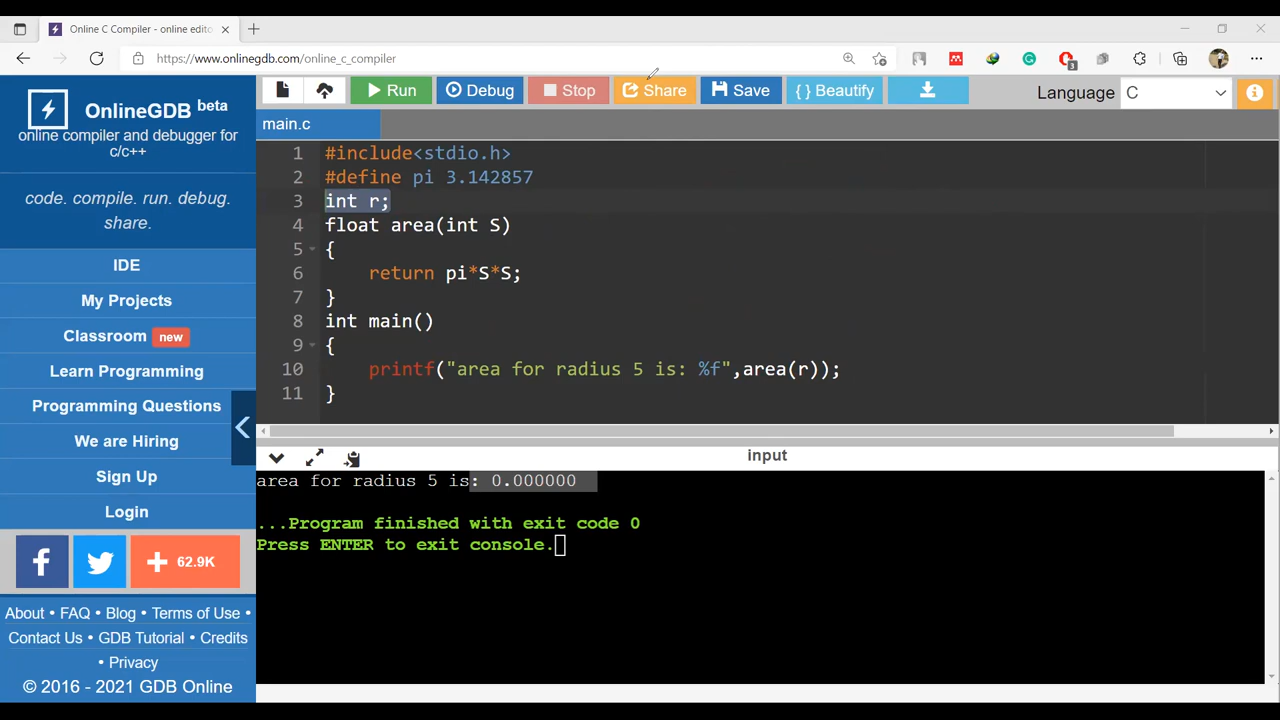 Online C Compiler - online edito
https://www.onlinegdb.com/online_c_compiler
3
OnlineGDB beta
online compiler and debugger for
c/c++
code. compile. run. debug.
share.
IDE
My Projects
Classroom new
Learn Programming
Programming Questions
We are Hiring
Sign Up
Login
f
62.9K
About • FAQ • Blog • Terms of Use •
Contact Us • GDB Tutorial • Credits
• Privacy
© 2016 - 2021 GDB Online
Run Debug Stop Share Save { } Beautify Language C
main.c
1 #include<stdio.h>
2 #define pi 3.142857
3 int r;
4 float area(int S)
5 {
6 return pi*S*S;
7 }
8 int main()
9 {
10 printf("area for radius 5 is: %f",area(r));
11 }
input
area for radius 5 is: 0.000000
...Program finished with exit code 0
Press ENTER to exit console.